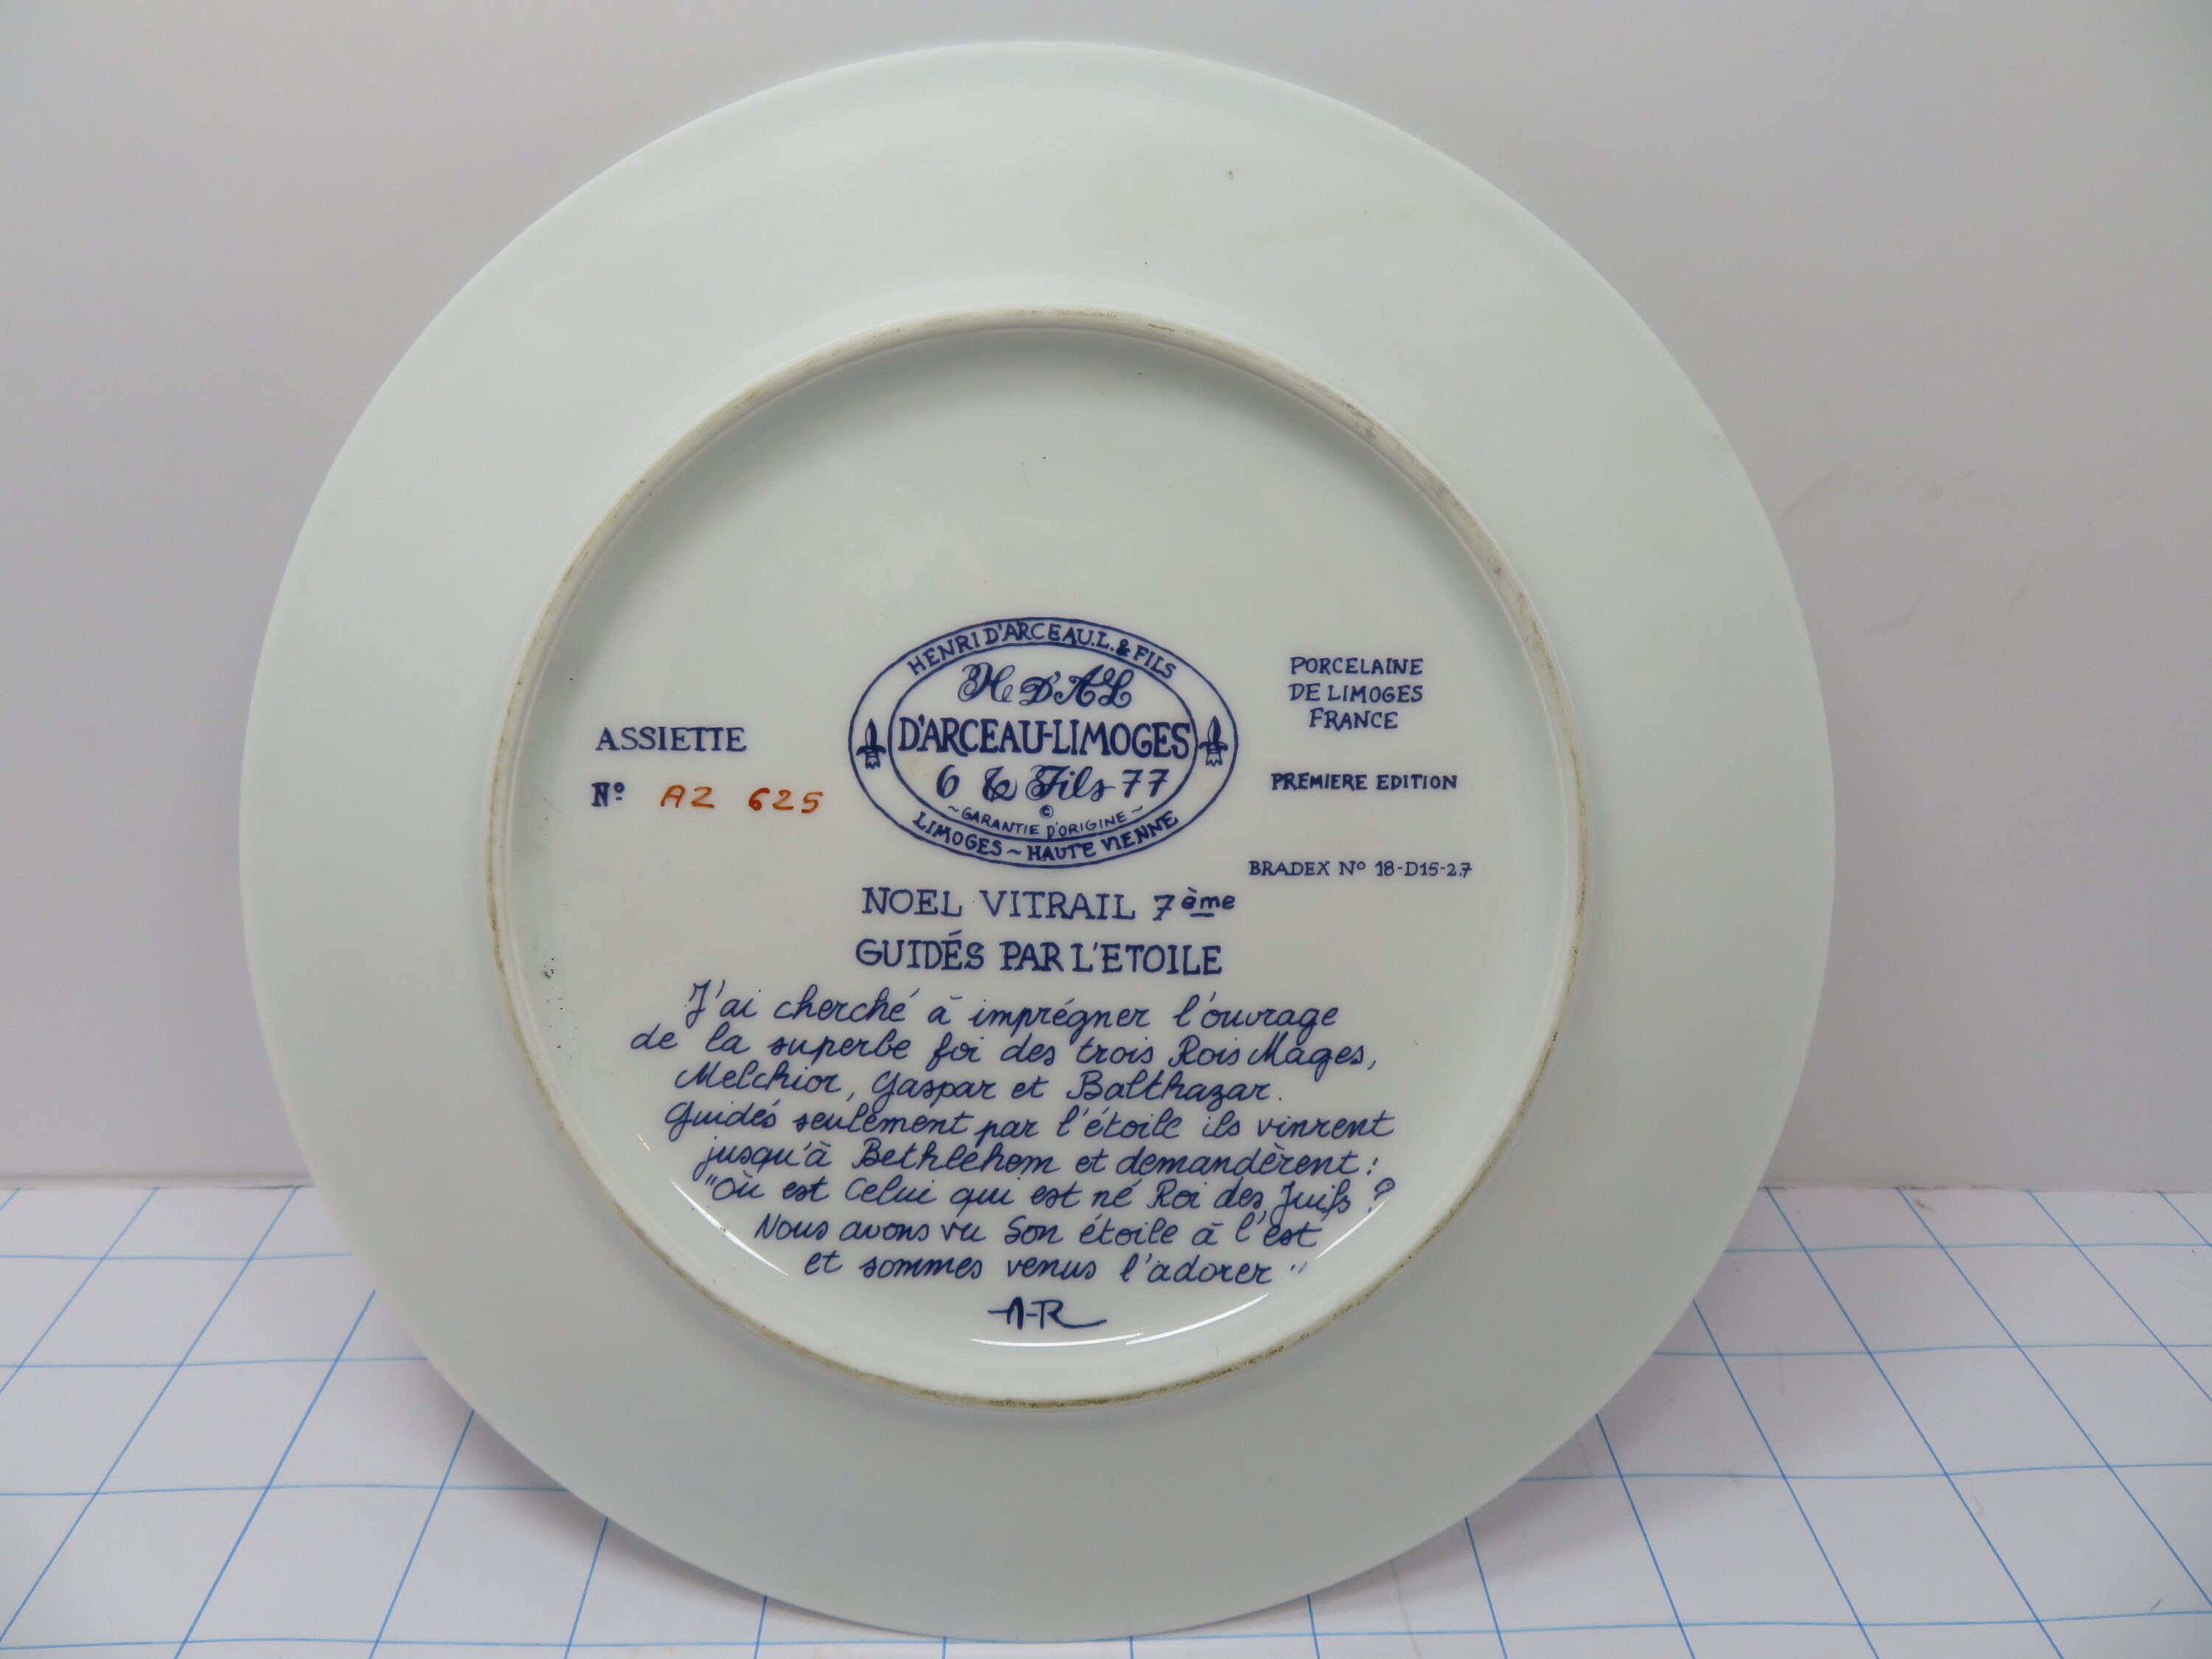 HENRI D'ARCEAU.L. & FILS
H D'AL
D'ARCEAU-LIMOGES
6 & Fils 77
©
~GARANTIE D'ORIGINE~
LIMOGES ~ HAUTE VIENNE
ASSIETTE
Nº AZ 625
PORCELAINE
DE LIMOGES
FRANCE
PREMIERE EDITION
BRADEX Nº 18-D15-2.7
NOEL VITRAIL 7ème
GUIDÉS PAR L'ETOILE
J'ai cherché à imprégner l'ouvrage
de la superbe foi des trois Rois Mages,
Melchior, Gaspar et Balthazar.
Guidés seulement par l'étoile ils vinrent
jusqu'à Bethléhem et demandèrent :
"Où est Celui qui est né Roi des Juifs ?
Nous avons vu Son étoile à l'est
et sommes venus l'adorer"
A-R